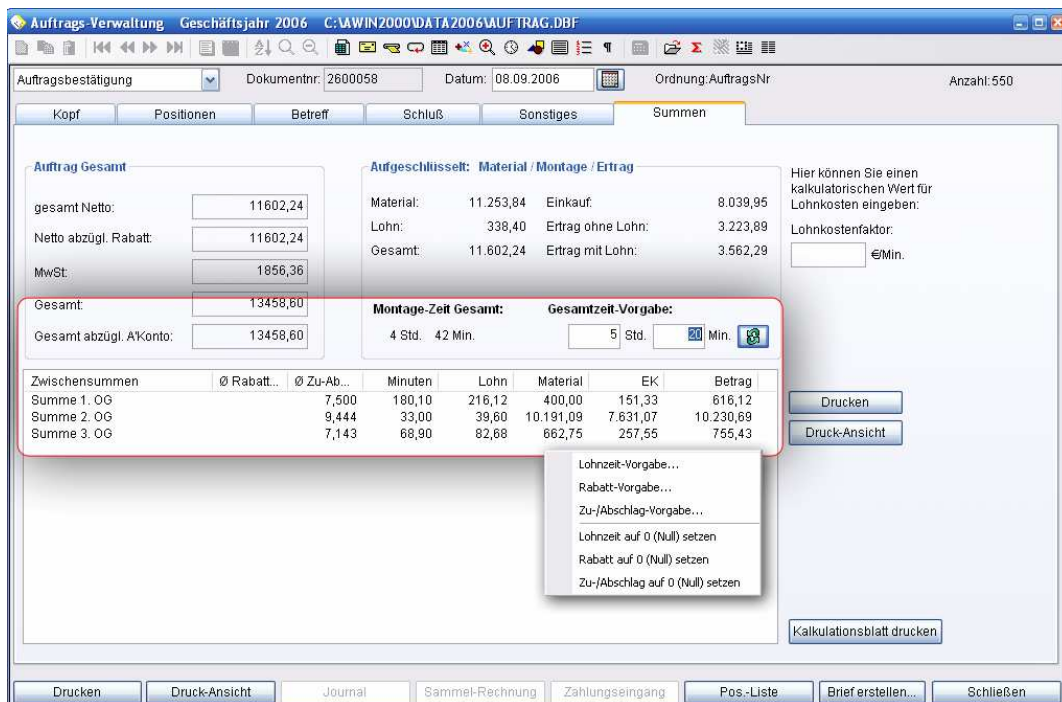 Auftrags-Verwaltung Geschäftsjahr 2006 C:\AWIN2000\DATA2006\AUFTRAG.DBF
Auftragsbestätigung Dokumentnr: 2600058 Datum: 08.09.2006 Ordnung:AuftragsNr Anzahl:550
Kopf Positionen Betreff Schluß Sonstiges Summen
Auftrag Gesamt
gesamt Netto: 11602,24
Netto abzügl. Rabatt: 11602,24
MwSt: 1856,36
Gesamt: 13458,60
Gesamt abzügl. A'Konto: 13458,60
Aufgeschlüsselt: Material / Montage / Ertrag
Material: 11.253,84 Einkauf: 8.039,95
Lohn: 338,40 Ertrag ohne Lohn: 3.223,89
Gesamt: 11.602,24 Ertrag mit Lohn: 3.562,29
Montage-Zeit Gesamt: Gesamtzeit-Vorgabe:
4 Std. 42 Min. 5 Std. 20 Min.
Hier können Sie einen
kalkulatorischen Wert für
Lohnkosten eingeben:
Lohnkostenfaktor:
€/Min.
Zwischensummen Ø Rabatt... Ø Zu-Ab... Minuten Lohn Material EK Betrag
Summe 1. OG 7,500 180,10 216,12 400,00 151,33 616,12
Summe 2. OG 9,444 33,00 39,60 10.191,09 7.631,07 10.230,69
Summe 3. OG 7,143 68,90 82,68 662,75 257,55 755,43
Drucken
Druck-Ansicht
Lohnzeit-Vorgabe...
Rabatt-Vorgabe...
Zu-/Abschlag-Vorgabe...
Lohnzeit auf 0 (Null) setzen
Rabatt auf 0 (Null) setzen
Zu-/Abschlag auf 0 (Null) setzen
Kalkulationsblatt drucken
Drucken Druck-Ansicht Journal Sammel-Rechnung Zahlungseingang Pos.-Liste Brief erstellen... Schließen